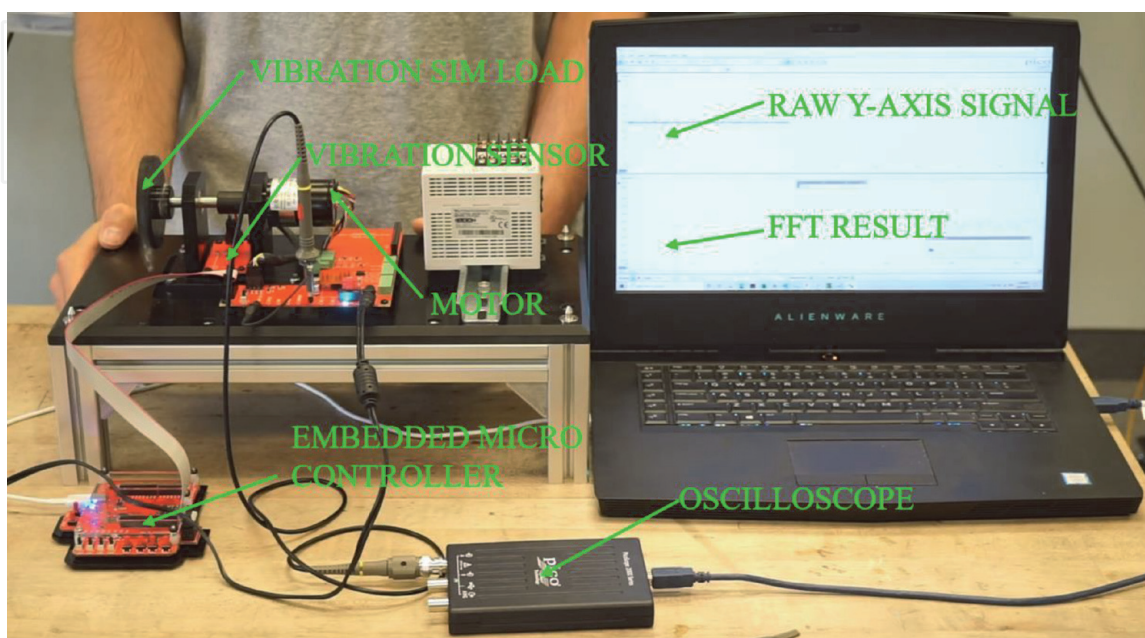 VIBRATION SIM LOAD
RAW Y-AXIS SIGNAL
VIBRATION SENSOR
FFT RESULT
MOTOR
ALIENWARE
EMBEDDED MICRO
CONTROLLER
OSCILLOSCOPE
pico